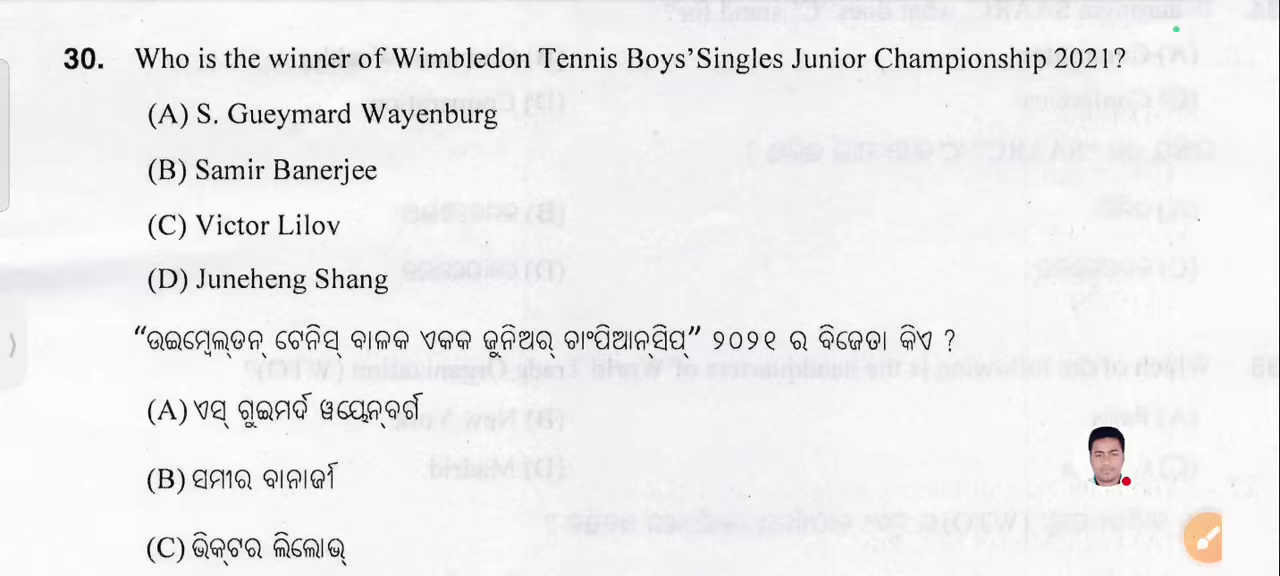 30. Who is the winner of Wimbledon Tennis Boys’Singles Junior Championship 2021?
(A) S. Gueymard Wayenburg
(B) Samir Banerjee
(C) Victor Lilov
(D) Juneheng Shang
“ଉଇମ୍ବେଲ୍‌ଡନ ଟେନିସ୍ ବାଳକ ଏକକ ଜୁନିଅର୍ ଚାଂପିଆନ୍‌ସିପ୍” ୨୦୨୧ ର ବିଜେତା କିଏ ?
(A) ଏସ୍ ଗୁଇମର୍ଦ ୱେନ୍‌ବର୍ଗ
(B) ସମୀର ବାନାର୍ଜୀ
(C) ଭିକ୍ଟର ଲିଲୋଭ୍